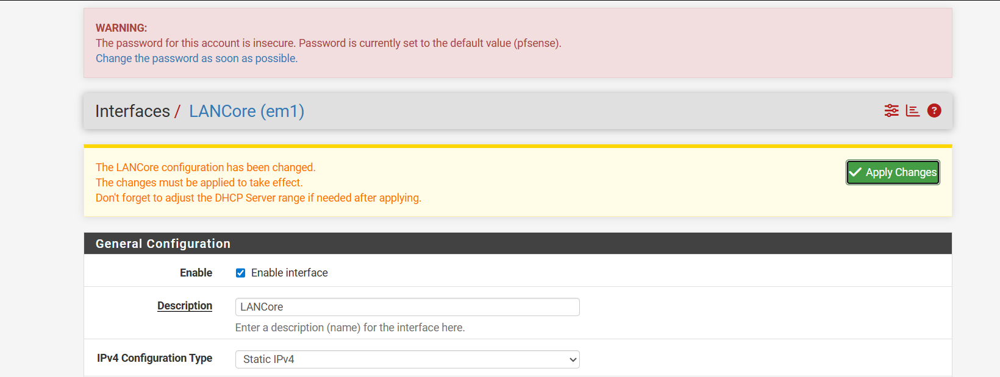 WARNING:
The password for this account is insecure. Password is currently set to the default value (pfsense).
Change the password as soon as possible.
Interfaces / LANCore (em1)
?
The LANCore configuration has been changed.
The changes must be applied to take effect.
Don't forget to adjust the DHCP Server range if needed after applying.
Apply Changes
General Configuration
Enable Enable interface
Description LANCore
Enter a description (name) for the interface here.
IPv4 Configuration Type Static IPv4